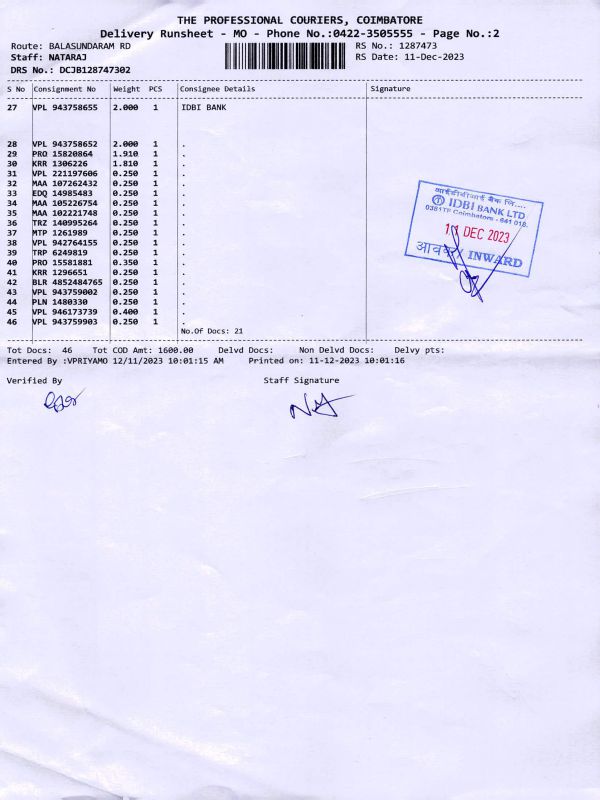 THE PROFESSIONAL COURIERS, COIMBATORE
Delivery Runsheet - MO - Phone No.:0422-3505555 - Page No.:2
Route: BALASUNDARAM RD RS No.: 1287473
Staff: NATARAJ RS Date: 11-Dec-2023
DRS No.: DCJB128747302
S No Consignment No Weight PCS Consignee Details Signature
27 VPL 943758655 2.000 1 IDBI BANK
28 VPL 943758652 2.000 1 .
29 PRO 15820864 1.910 1 .
30 KRR 1306226 1.810 1 .
31 VPL 221197606 0.250 1 .
32 MAA 107262432 0.250 1 .
33 EDQ 14985483 0.250 1 .
34 MAA 105226754 0.250 1 .
35 MAA 102221748 0.250 1 .
36 TRZ 140995264 0.250 1 .
37 MTP 1261989 0.250 1 .
38 VPL 942764155 0.250 1 .
39 TRP 6249819 0.250 1 .
40 PRO 15581881 0.350 1 .
41 KRR 1296651 0.250 1 .
42 BLR 4852484765 0.250 1 .
43 VPL 943759002 0.250 1 .
44 PLN 1480330 0.250 1 .
45 VPL 946173739 0.400 1 .
46 VPL 943759903 0.250 1 .
No.Of Docs: 21
आईडीबीआई बैंक लि....
IDBI BANK LTD
0381TF Coimbatore - 641 018.
11 DEC 2023
आवक / INWARD
Tot Docs: 46 Tot COD Amt: 1600.00 Delvd Docs: Non Delvd Docs: Delvy pts:
Entered By :VPRIYAMO 12/11/2023 10:01:15 AM Printed on: 11-12-2023 10:01:16
Verified By Staff Signature